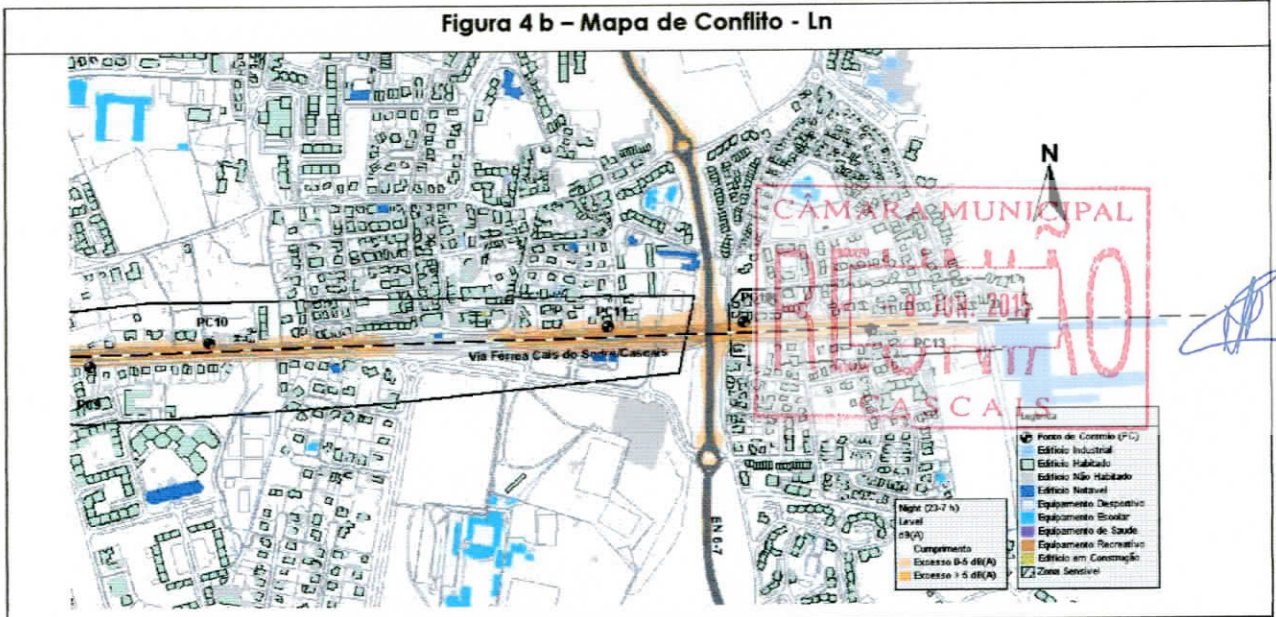 Figura 4 b – Mapa de Conflito - Ln
N
CÂMARA MUNICIPAL
REUNIÃO
JUN. 2015
CASCAIS
PC10
PC11
PC13
PC9
Via Férrea Cais do Sodré/Cascais
EN 6-7
Night (23-7 h)
Level
dB(A)
Cumprimento
Excesso 0-5 dB(A)
Excesso > 5 dB(A)
Legenda
Ponto de Controlo (PC)
Edifício Industrial
Edifício Habitado
Edifício Não Habitado
Edifício Notável
Equipamento Desportivo
Equipamento Escolar
Equipamento de Saude
Equipamento Recreativo
Edifício em Construção
Zona Sensível